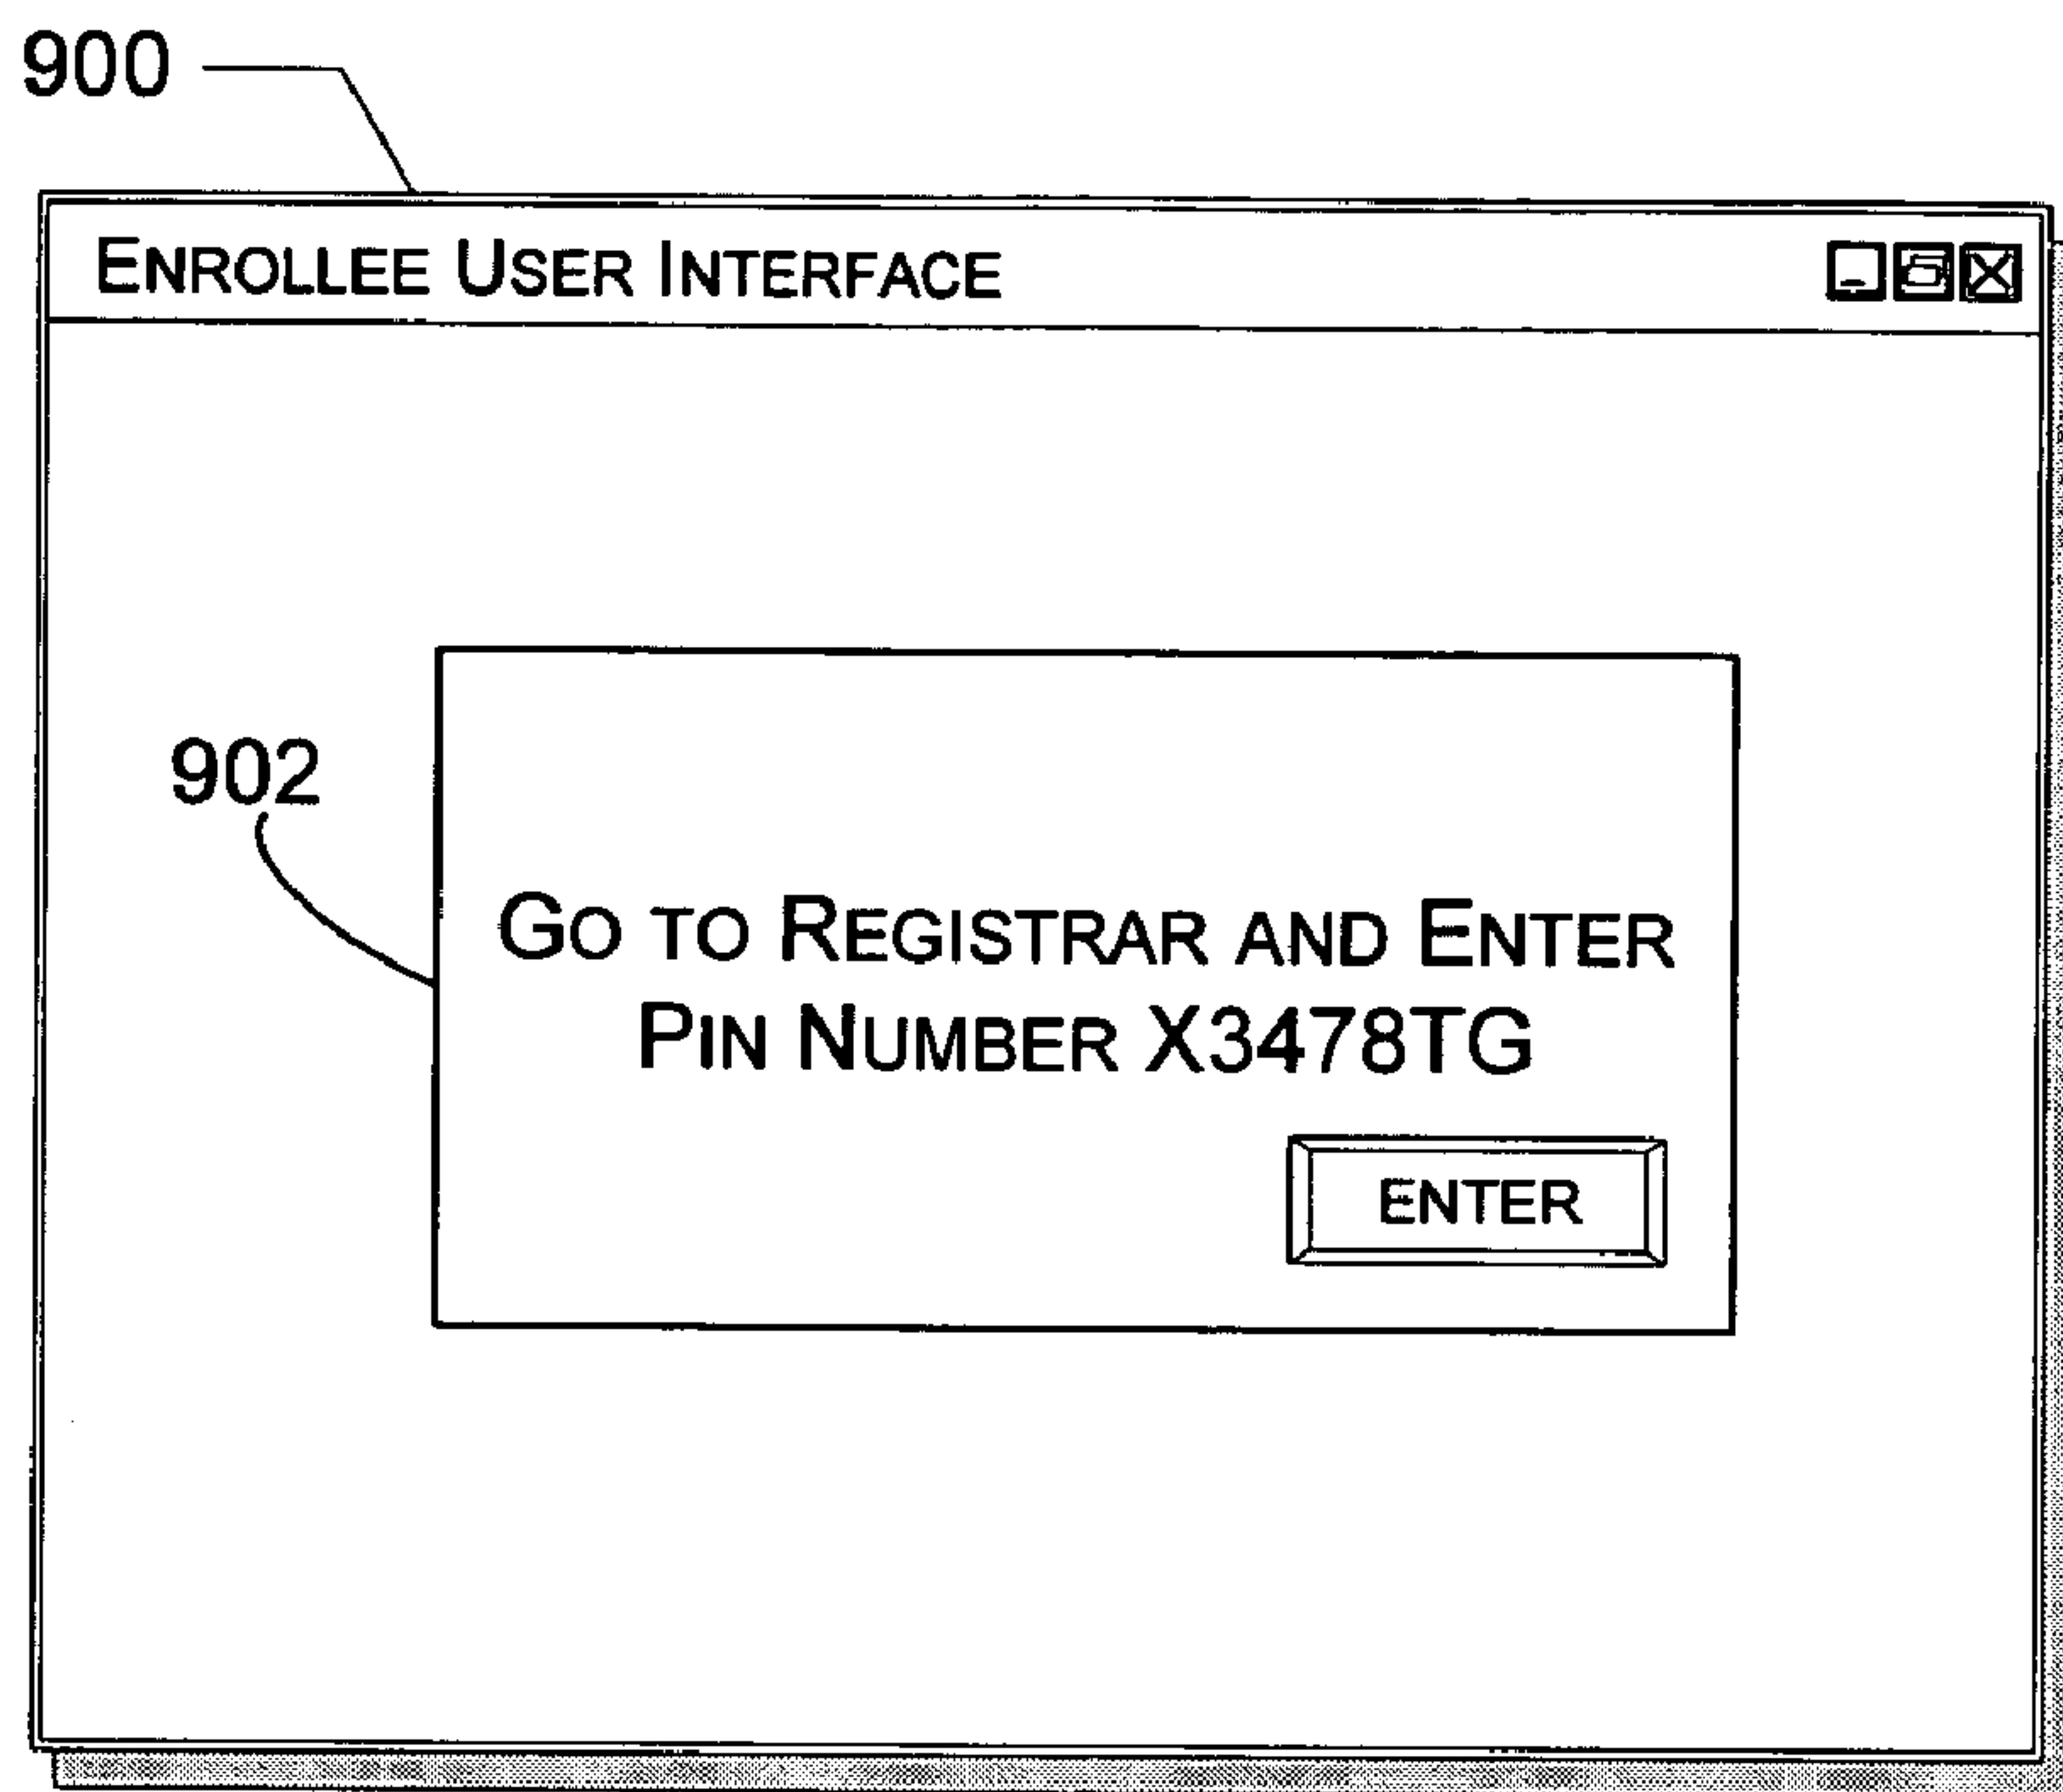 900
ENROLLEE USER INTERFACE
902
GO TO REGISTRAR AND ENTER
PIN NUMBER X3478TG
ENTER